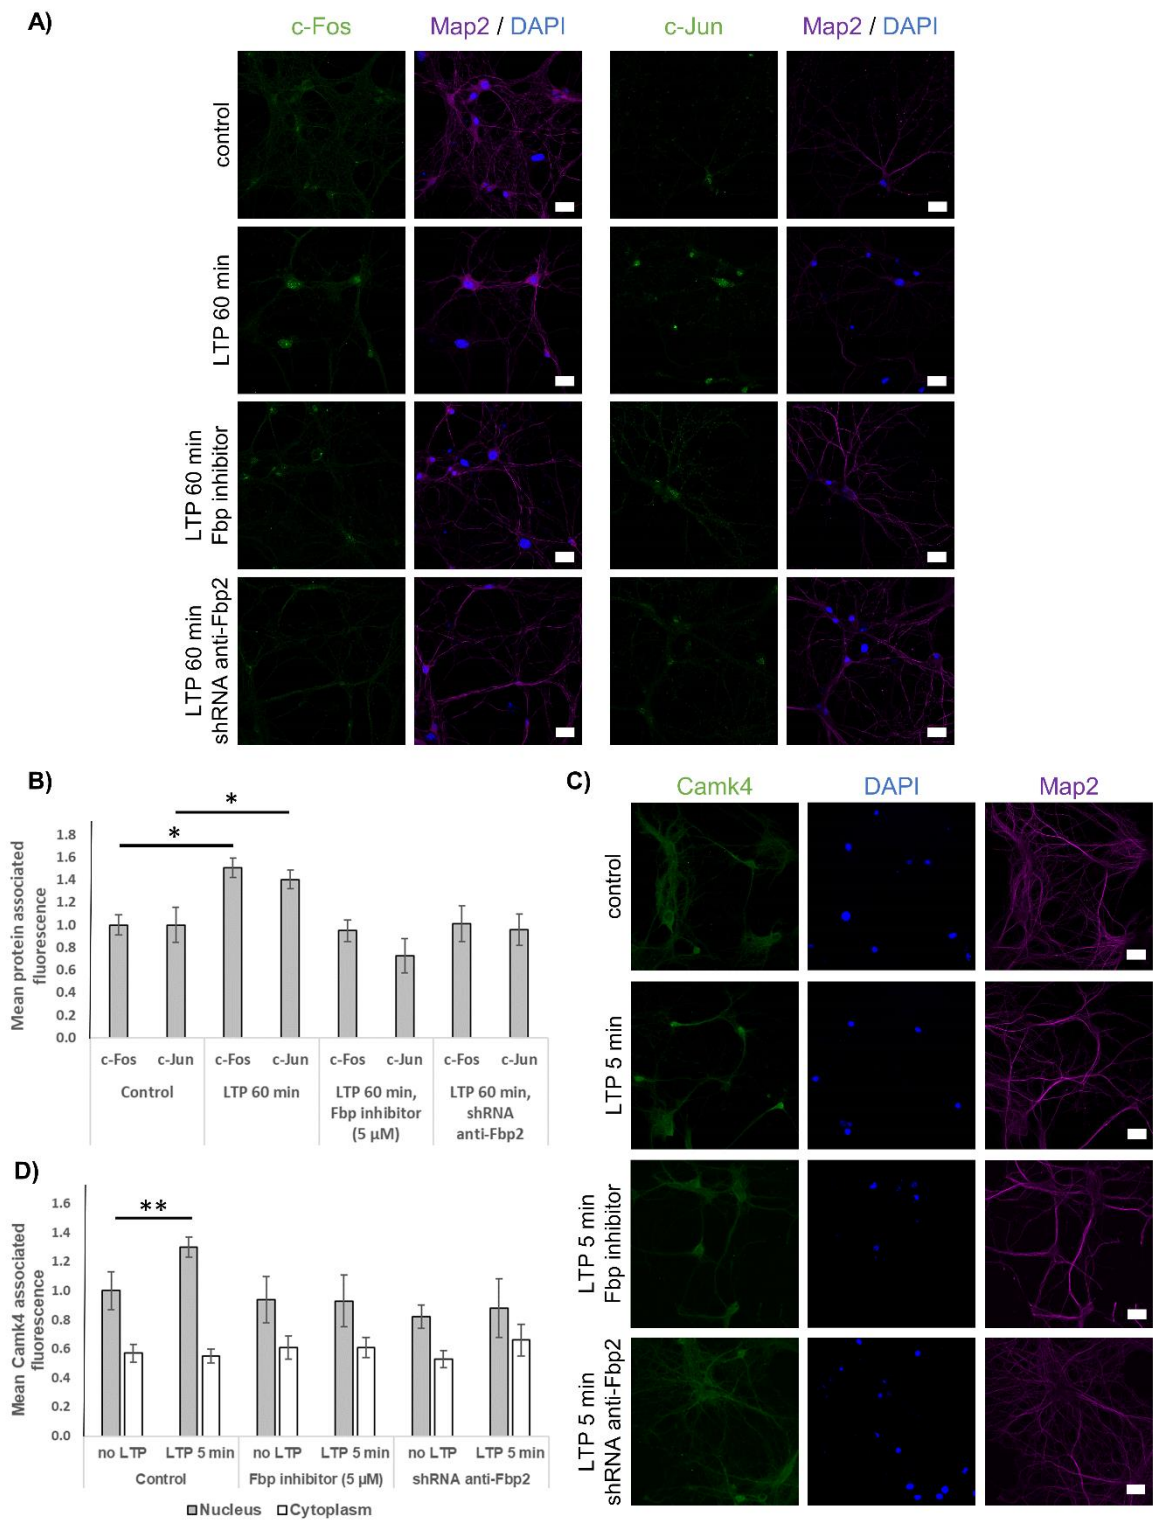 A)
c-Fos
Map2 / DAPI
c-Jun
Map2 / DAPI
control
LTP 60 min
LTP 60 min
Fbp inhibitor
LTP 60 min
shRNA anti-Fbp2
B)
*
*
Mean protein associated
fluorescence
1.8
1.6
1.4
1.2
1.0
0.8
0.6
0.4
0.2
0.0
c-Fos
c-Jun
c-Fos
c-Jun
c-Fos
c-Jun
c-Fos
c-Jun
Control
LTP 60 min
LTP 60 min,
Fbp inhibitor
(5 µM)
LTP 60 min,
shRNA
anti-Fbp2
C)
Camk4
DAPI
Map2
control
LTP 5 min
LTP 5 min
Fbp inhibitor
LTP 5 min
shRNA anti-Fbp2
D)
**
Mean Camk4 associated
fluorescence
1.6
1.4
1.2
1.0
0.8
0.6
0.4
0.2
0.0
no LTP
LTP 5 min
no LTP
LTP 5 min
no LTP
LTP 5 min
Control
Fbp inhibitor (5 µM)
shRNA anti-Fbp2
Nucleus
Cytoplasm